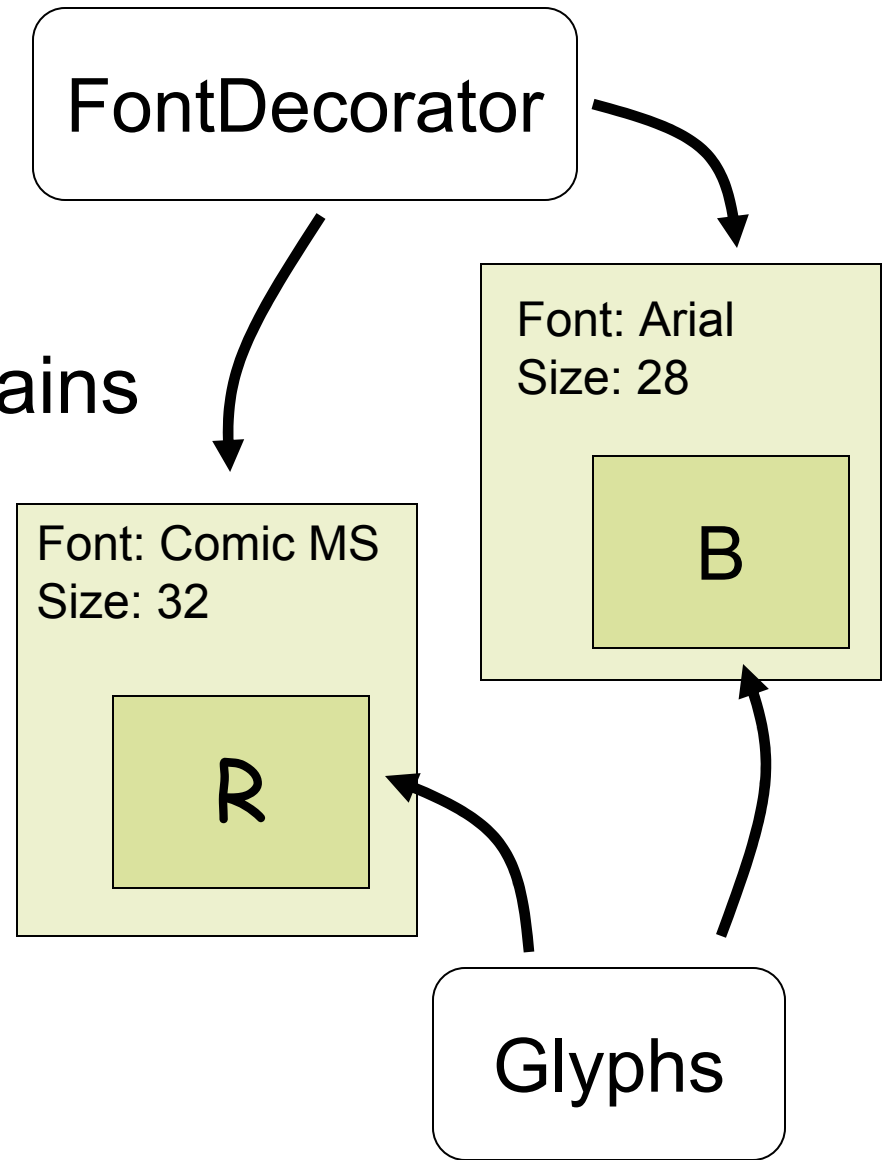 FontDecorator
Font: Arial
Size: 28
ains
B
Font: Comic MS
Size: 32
R
Glyphs